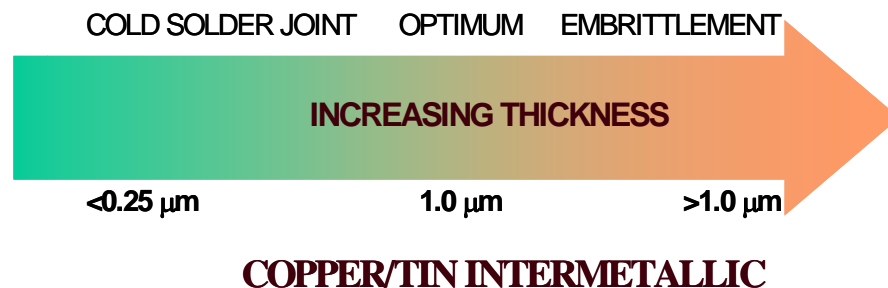 COLD SOLDER JOINT OPTIMUM EMBRITTLEMENT
INCREASING THICKNESS
<0.25 μm 1.0 μm >1.0 μm
COPPER/TIN INTERMETALLIC